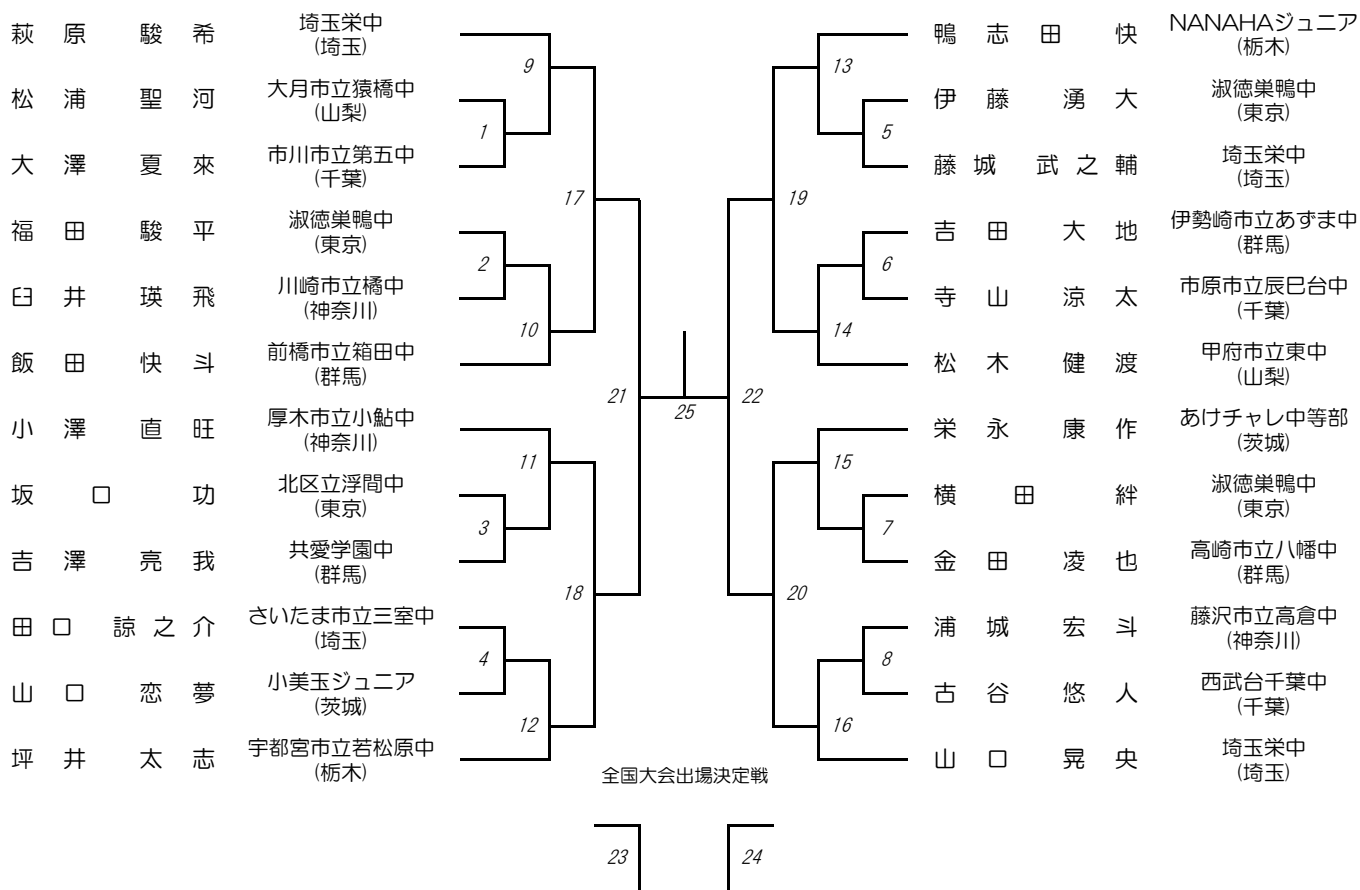 萩原 駿希 埼玉栄中 (埼玉)
松浦 聖河 大月市立猿橋中 (山梨)
大澤 夏來 市川市立第五中 (千葉)
福田 駿平 淑徳巣鴨中 (東京)
臼井 瑛飛 川崎市立橘中 (神奈川)
飯田 快斗 前橋市立箱田中 (群馬)
小澤 直旺 厚木市立小鮎中 (神奈川)
坂口 功 北区立浮間中 (東京)
吉澤 亮我 共愛学園中 (群馬)
田口 諒之介 さいたま市立三室中 (埼玉)
山口 恋夢 小美玉ジュニア (茨城)
坪井 太志 宇都宮市立若松原中 (栃木)
9
1
17
2
10
21
11
3
18
4
12
25
13
5
19
6
14
22
15
7
20
8
16
鴨志田 快 NANAHAジュニア (栃木)
伊藤 湧大 淑徳巣鴨中 (東京)
藤城 武之輔 埼玉栄中 (埼玉)
吉田 大地 伊勢崎市立あずま中 (群馬)
寺山 涼太 市原市立辰巳台中 (千葉)
松木 健渡 甲府市立東中 (山梨)
栄永 康作 あけチャレ中等部 (茨城)
横田 絆 淑徳巣鴨中 (東京)
金田 凌也 高崎市立八幡中 (群馬)
浦城 宏斗 藤沢市立高倉中 (神奈川)
古谷 悠人 西武台千葉中 (千葉)
山口 晃央 埼玉栄中 (埼玉)
全国大会出場決定戦
23
24